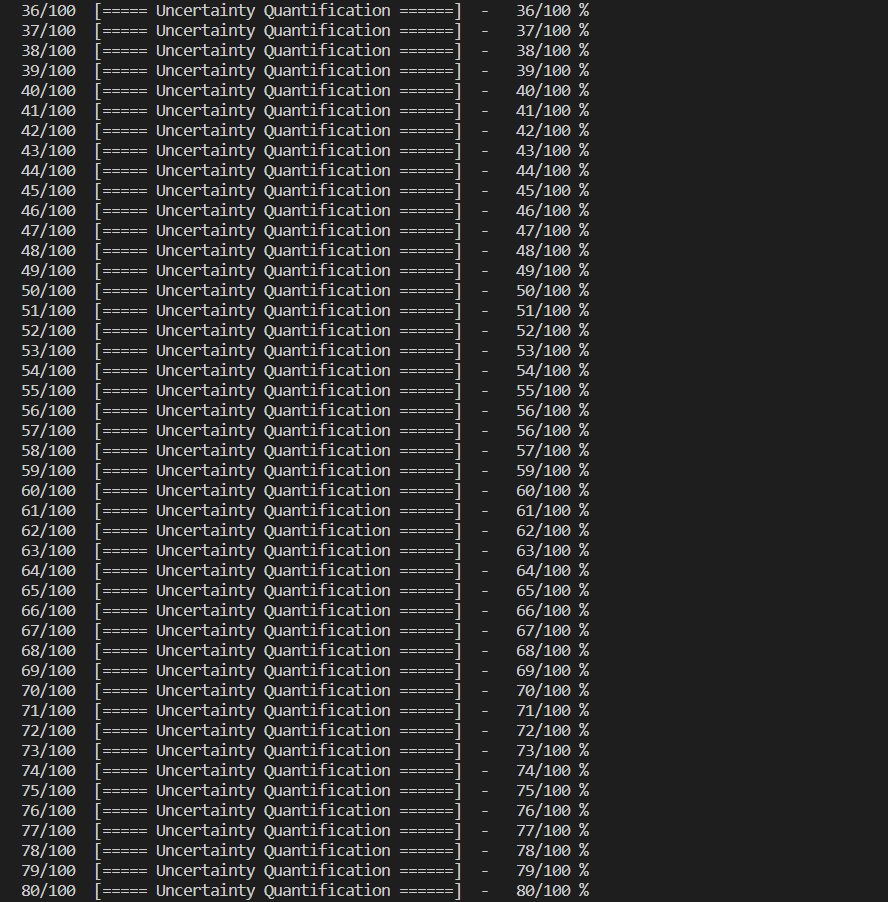 36/100 [===== Uncertainty Quantification ======] - 36/100 %
37/100 [===== Uncertainty Quantification ======] - 37/100 %
38/100 [===== Uncertainty Quantification ======] - 38/100 %
39/100 [===== Uncertainty Quantification ======] - 39/100 %
40/100 [===== Uncertainty Quantification ======] - 40/100 %
41/100 [===== Uncertainty Quantification ======] - 41/100 %
42/100 [===== Uncertainty Quantification ======] - 42/100 %
43/100 [===== Uncertainty Quantification ======] - 43/100 %
44/100 [===== Uncertainty Quantification ======] - 44/100 %
45/100 [===== Uncertainty Quantification ======] - 45/100 %
46/100 [===== Uncertainty Quantification ======] - 46/100 %
47/100 [===== Uncertainty Quantification ======] - 47/100 %
48/100 [===== Uncertainty Quantification ======] - 48/100 %
49/100 [===== Uncertainty Quantification ======] - 49/100 %
50/100 [===== Uncertainty Quantification ======] - 50/100 %
51/100 [===== Uncertainty Quantification ======] - 51/100 %
52/100 [===== Uncertainty Quantification ======] - 52/100 %
53/100 [===== Uncertainty Quantification ======] - 53/100 %
54/100 [===== Uncertainty Quantification ======] - 54/100 %
55/100 [===== Uncertainty Quantification ======] - 55/100 %
56/100 [===== Uncertainty Quantification ======] - 56/100 %
57/100 [===== Uncertainty Quantification ======] - 56/100 %
58/100 [===== Uncertainty Quantification ======] - 57/100 %
59/100 [===== Uncertainty Quantification ======] - 59/100 %
60/100 [===== Uncertainty Quantification ======] - 60/100 %
61/100 [===== Uncertainty Quantification ======] - 61/100 %
62/100 [===== Uncertainty Quantification ======] - 62/100 %
63/100 [===== Uncertainty Quantification ======] - 63/100 %
64/100 [===== Uncertainty Quantification ======] - 64/100 %
65/100 [===== Uncertainty Quantification ======] - 65/100 %
66/100 [===== Uncertainty Quantification ======] - 66/100 %
67/100 [===== Uncertainty Quantification ======] - 67/100 %
68/100 [===== Uncertainty Quantification ======] - 68/100 %
69/100 [===== Uncertainty Quantification ======] - 69/100 %
70/100 [===== Uncertainty Quantification ======] - 70/100 %
71/100 [===== Uncertainty Quantification ======] - 71/100 %
72/100 [===== Uncertainty Quantification ======] - 72/100 %
73/100 [===== Uncertainty Quantification ======] - 73/100 %
74/100 [===== Uncertainty Quantification ======] - 74/100 %
75/100 [===== Uncertainty Quantification ======] - 75/100 %
76/100 [===== Uncertainty Quantification ======] - 76/100 %
77/100 [===== Uncertainty Quantification ======] - 77/100 %
78/100 [===== Uncertainty Quantification ======] - 78/100 %
79/100 [===== Uncertainty Quantification ======] - 79/100 %
80/100 [===== Uncertainty Quantification ======] - 80/100 %